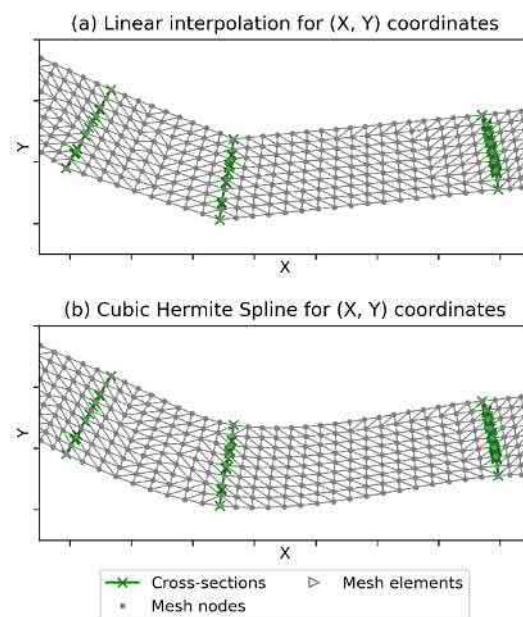 (a) Linear interpolation for (X, Y) coordinates
Y
X
(b) Cubic Hermite Spline for (X, Y) coordinates
Y
X
Cross-sections
Mesh elements
Mesh nodes